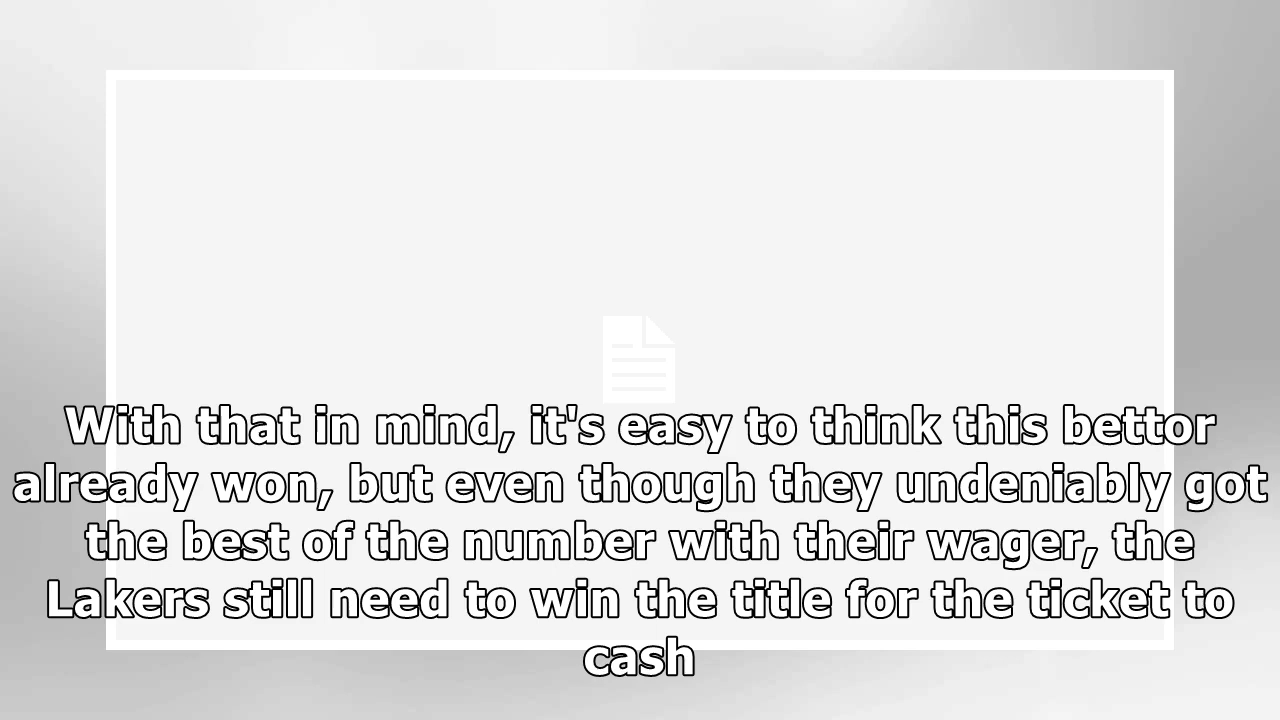 With that in mind, it's easy to think this bettor
already won, but even though they undeniably got
the best of the number with their wager, the
Lakers still need to win the title for the ticket to
cash